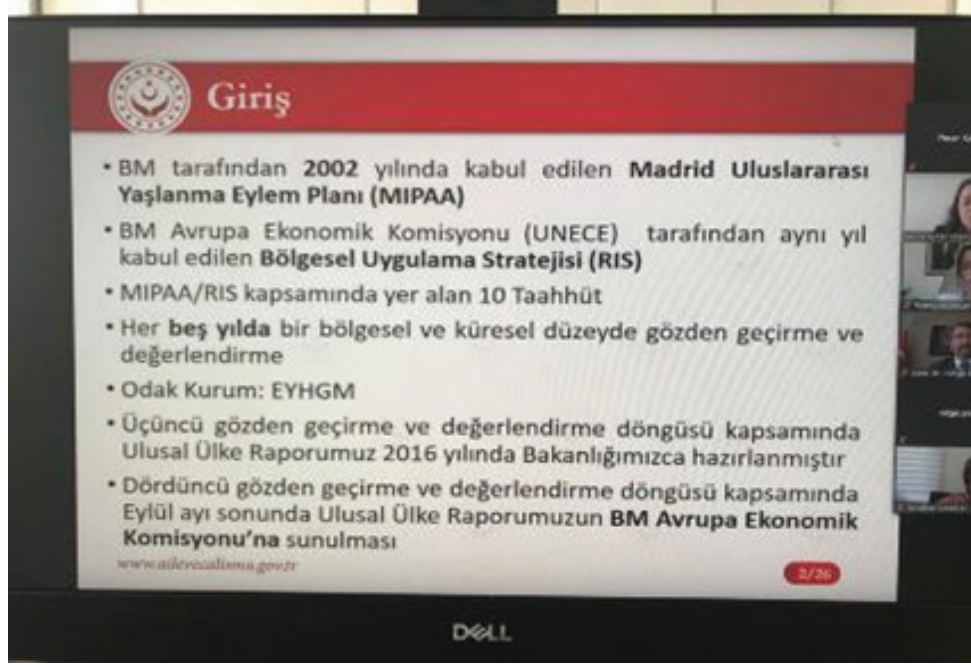 Giriş
• BM tarafından 2002 yılında kabul edilen Madrid Uluslararası
Yaşlanma Eylem Planı (MIPAA)
• BM Avrupa Ekonomik Komisyonu (UNECE) tarafından aynı yıl
kabul edilen Bölgesel Uygulama Stratejisi (RIS)
• MIPAA/RIS kapsamında yer alan 10 Taahhüt
• Her beş yılda bir bölgesel ve küresel düzeyde gözden geçirme ve
değerlendirme
• Odak Kurum: EYHGM
• Üçüncü gözden geçirme ve değerlendirme döngüsü kapsamında
Ulusal Ülke Raporumuz 2016 yılında Bakanlığımızca hazırlanmıştır
• Dördüncü gözden geçirme ve değerlendirme döngüsü kapsamında
Eylül ayı sonunda Ulusal Ülke Raporumuzun BM Avrupa Ekonomik
Komisyonu'na sunulması
www.ailevecalisma.gov.tr
2/26
DELL